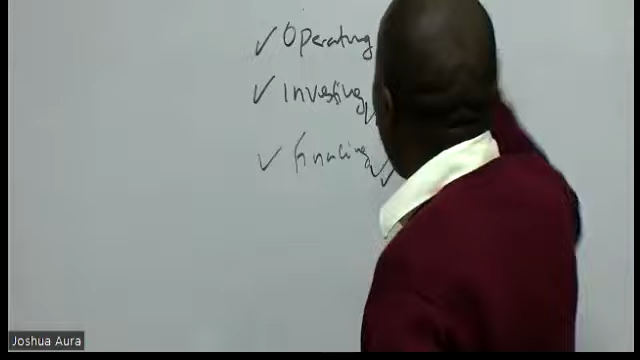 ✓ Operating
✓ Investing
✓ financing
Joshua Aura